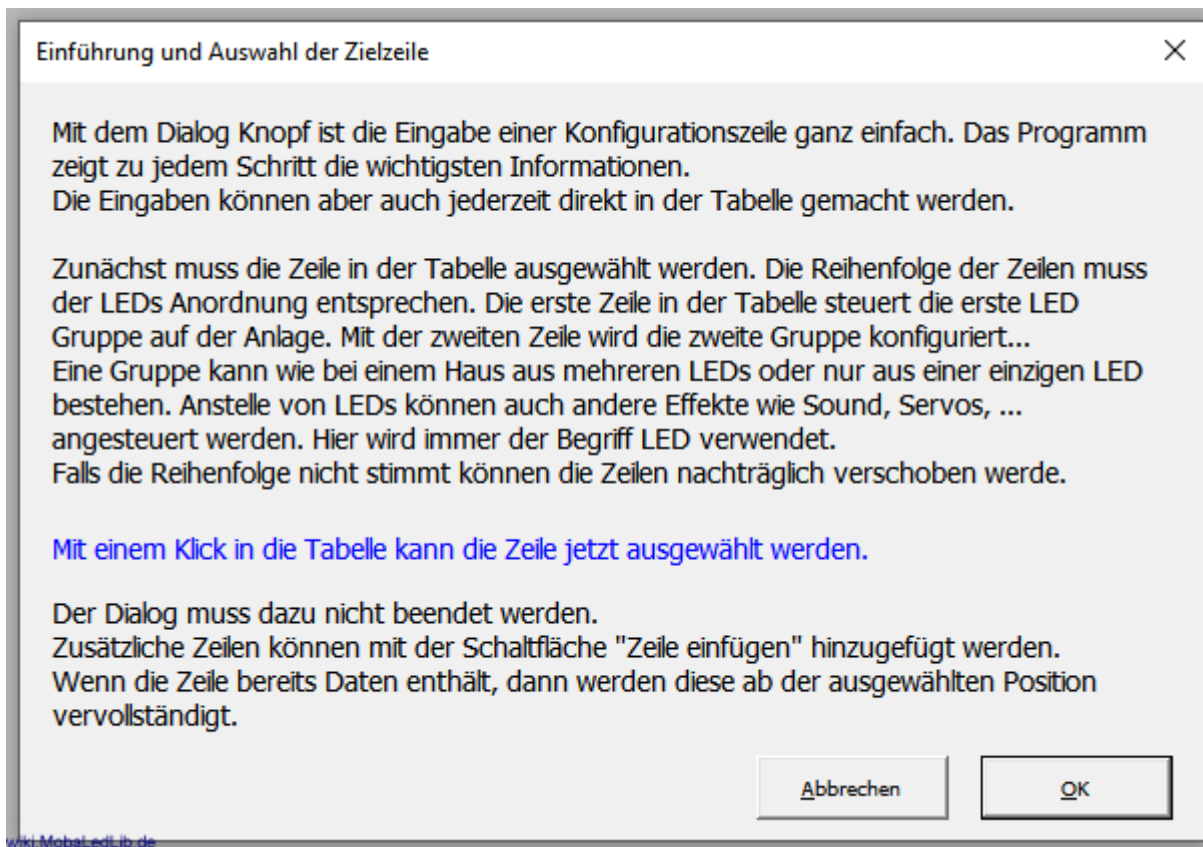 Einführung und Auswahl der Zielzeile
Mit dem Dialog Knopf ist die Eingabe einer Konfigurationszeile ganz einfach. Das Programm
zeigt zu jedem Schritt die wichtigsten Informationen.
Die Eingaben können aber auch jederzeit direkt in der Tabelle gemacht werden.
Zunächst muss die Zeile in der Tabelle ausgewählt werden. Die Reihenfolge der Zeilen muss
der LEDs Anordnung entsprechen. Die erste Zeile in der Tabelle steuert die erste LED
Gruppe auf der Anlage. Mit der zweiten Zeile wird die zweite Gruppe konfiguriert...
Eine Gruppe kann wie bei einem Haus aus mehreren LEDs oder nur aus einer einzigen LED
bestehen. Anstelle von LEDs können auch andere Effekte wie Sound, Servos, ...
angesteuert werden. Hier wird immer der Begriff LED verwendet.
Falls die Reihenfolge nicht stimmt können die Zeilen nachträglich verschoben werde.
Mit einem Klick in die Tabelle kann die Zeile jetzt ausgewählt werden.
Der Dialog muss dazu nicht beendet werden.
Zusätzliche Zeilen können mit der Schaltfläche "Zeile einfügen" hinzugefügt werden.
Wenn die Zeile bereits Daten enthält, dann werden diese ab der ausgewählten Position
vervollständigt.
Abbrechen
OK
wiki.MobaLedLib.de